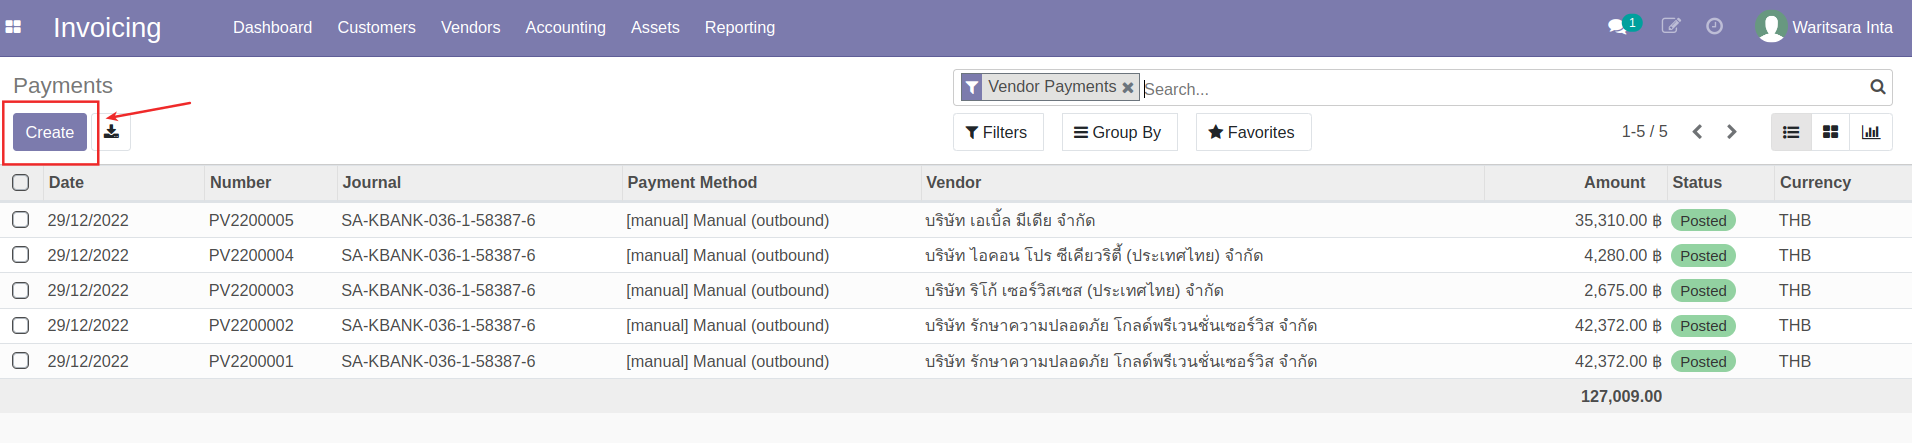 Invoicing Dashboard Customers Vendors Accounting Assets Reporting 1 Waritsara Inta
Payments
Vendor Payments Search...
Create Filters Group By Favorites 1-5 / 5
Date Number Journal Payment Method Vendor Amount Status Currency
29/12/2022 PV2200005 SA-KBANK-036-1-58387-6 [manual] Manual (outbound) บริษัท เอเบิ้ล มีเดีย จำกัด 35,310.00 ฿ Posted THB
29/12/2022 PV2200004 SA-KBANK-036-1-58387-6 [manual] Manual (outbound) บริษัท ไอคอน โปร ซีเคียวริตี้ (ประเทศไทย) จำกัด 4,280.00 ฿ Posted THB
29/12/2022 PV2200003 SA-KBANK-036-1-58387-6 [manual] Manual (outbound) บริษัท ริโก้ เซอร์วิสเซส (ประเทศไทย) จำกัด 2,675.00 ฿ Posted THB
29/12/2022 PV2200002 SA-KBANK-036-1-58387-6 [manual] Manual (outbound) บริษัท รักษาความปลอดภัย โกลด์พรีเวนชั่นเซอร์วิส จำกัด 42,372.00 ฿ Posted THB
29/12/2022 PV2200001 SA-KBANK-036-1-58387-6 [manual] Manual (outbound) บริษัท รักษาความปลอดภัย โกลด์พรีเวนชั่นเซอร์วิส จำกัด 42,372.00 ฿ Posted THB
127,009.00